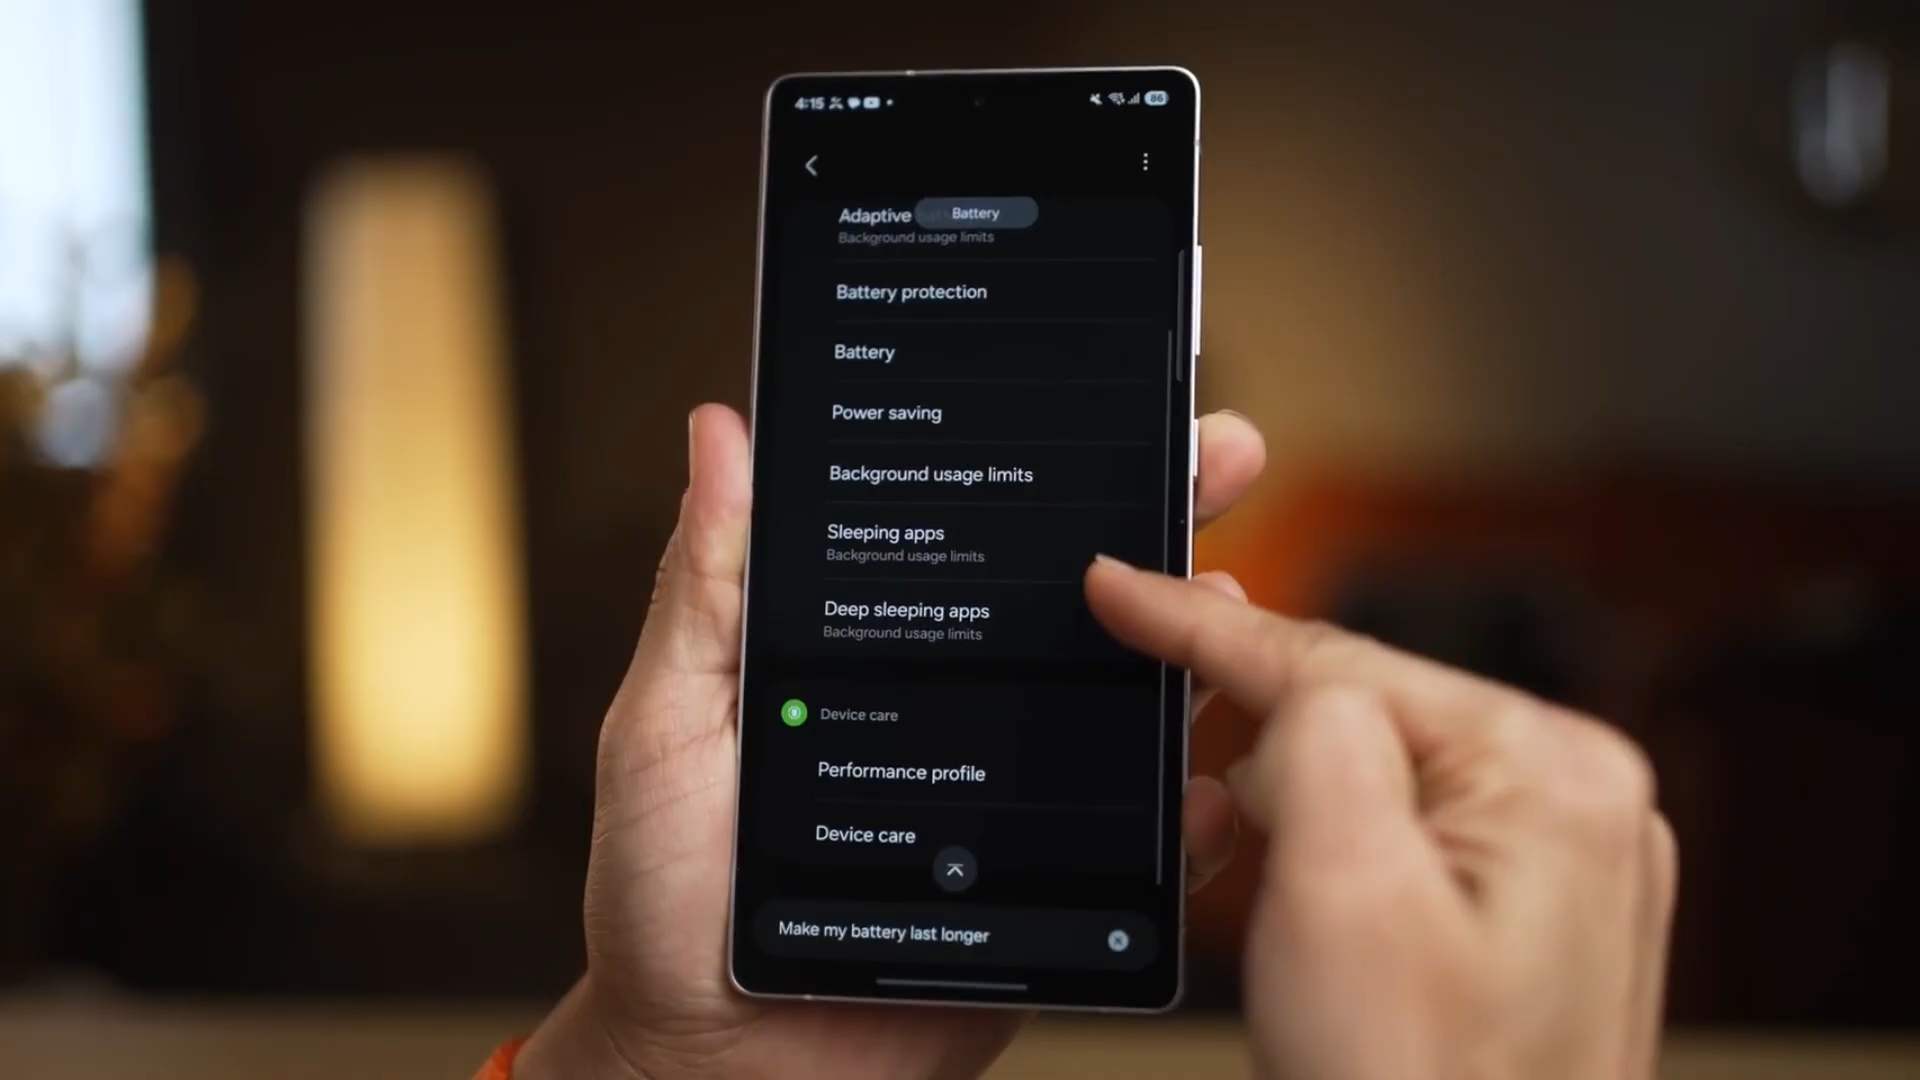 4:15
86
Adaptive
Battery
Background usage limits
Battery protection
Battery
Power saving
Background usage limits
Sleeping apps
Background usage limits
Deep sleeping apps
Background usage limits
Device care
Performance profile
Device care
Make my battery last longer